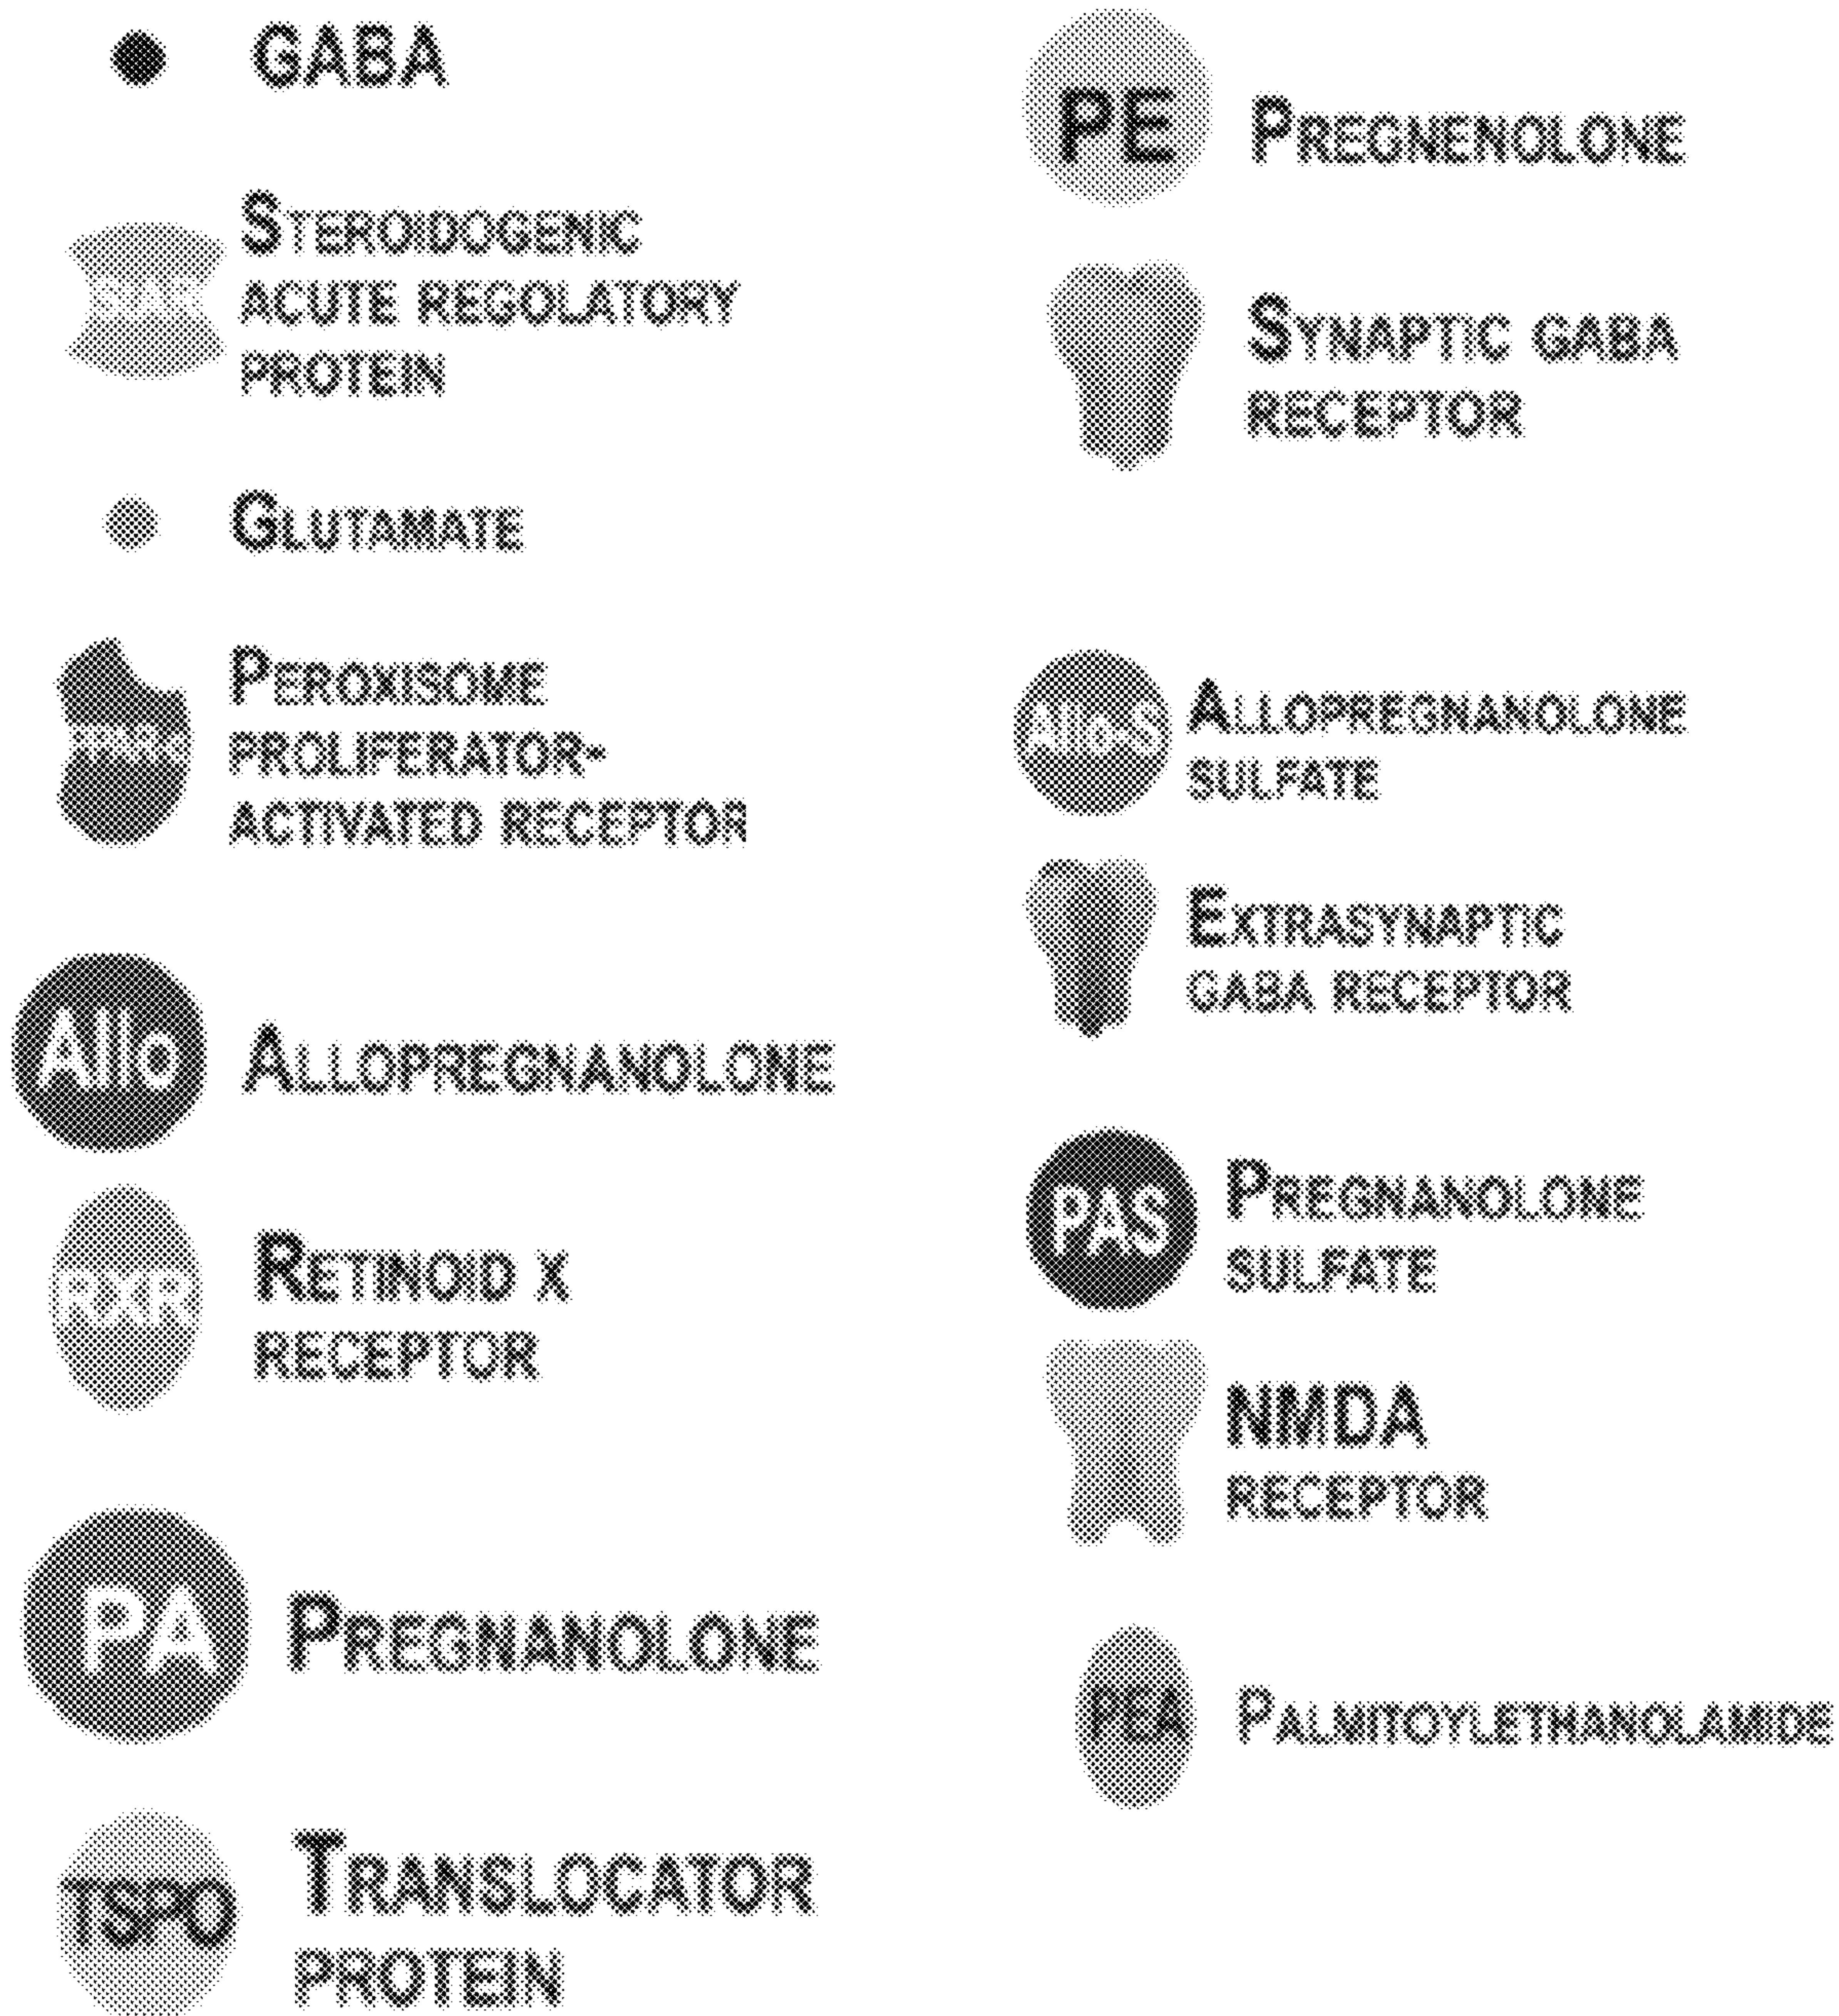 GABA
STEROIDOGENIC
ACUTE REGOLATORY
PROTEIN
GLUTAMATE
PEROXISOME
PROLIFERATOR-
ACTIVATED RECEPTOR
Allo
ALLOPREGNANOLONE
RXR
RETINOID X
RECEPTOR
PA
PREGNANOLONE
TSPO
TRANSLOCATOR
PROTEIN
PE
PREGNENOLONE
SYNAPTIC GABA
RECEPTOR
AlloS
ALLOPREGNANOLONE
SULFATE
EXTRASYNAPTIC
GABA RECEPTOR
PAS
PREGNANOLONE
SULFATE
NMDA
RECEPTOR
PEA
PALMITOYLETHANOLAMIDE